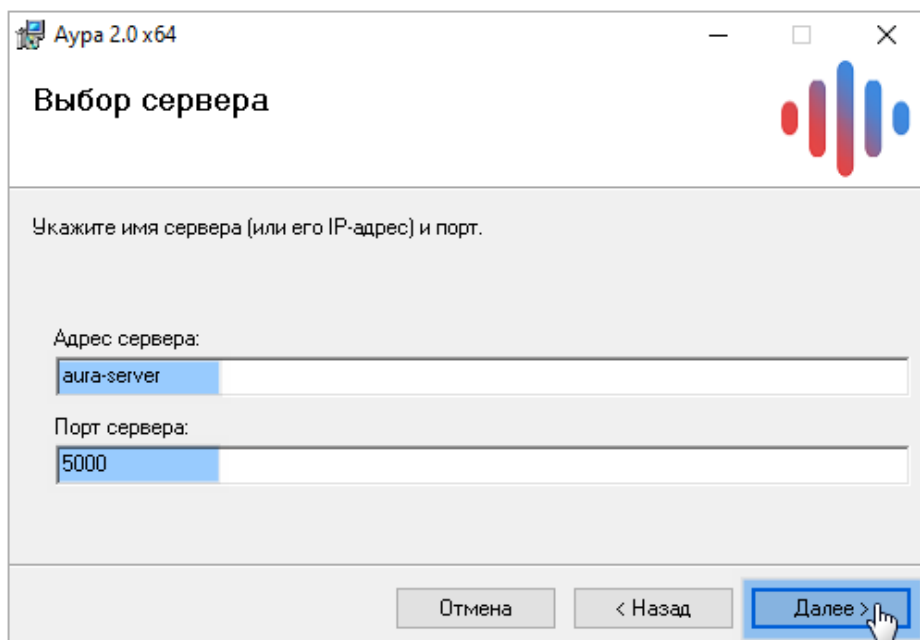 Аура 2.0 x64
Выбор сервера
Укажите имя сервера (или его IP-адрес) и порт.
Адрес сервера:
aura-server
Порт сервера:
5000
Отмена
< Назад
Далее >